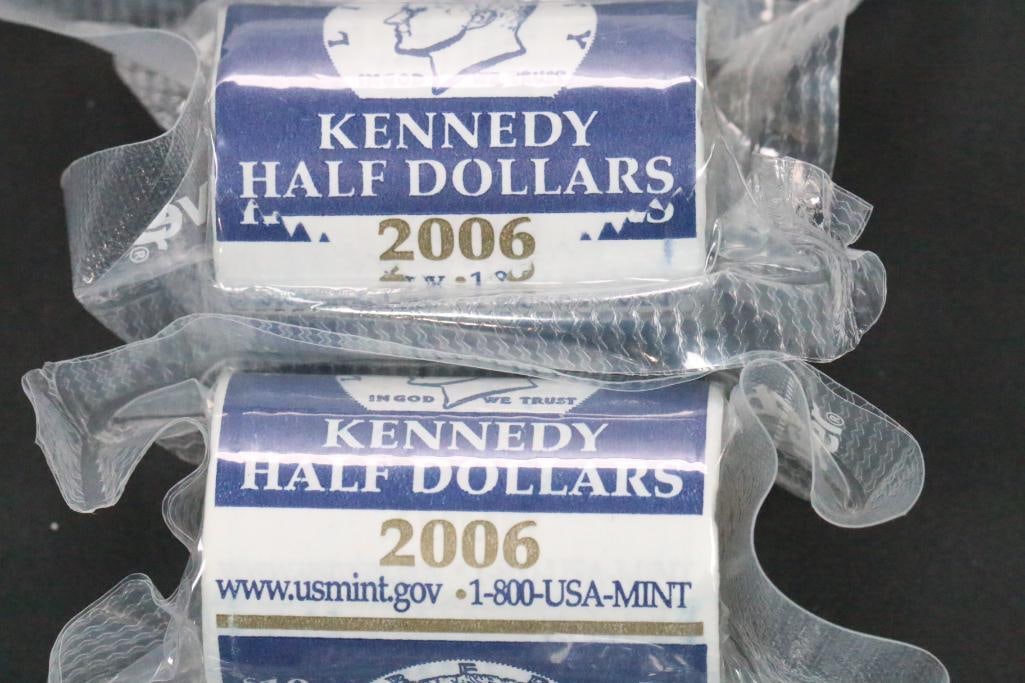 KENNEDY
HALF DOLLARS
2006
IN GOD WE TRUST
KENNEDY
HALF DOLLARS
2006
www.usmint.gov • 1-800-USA-MINT
$10